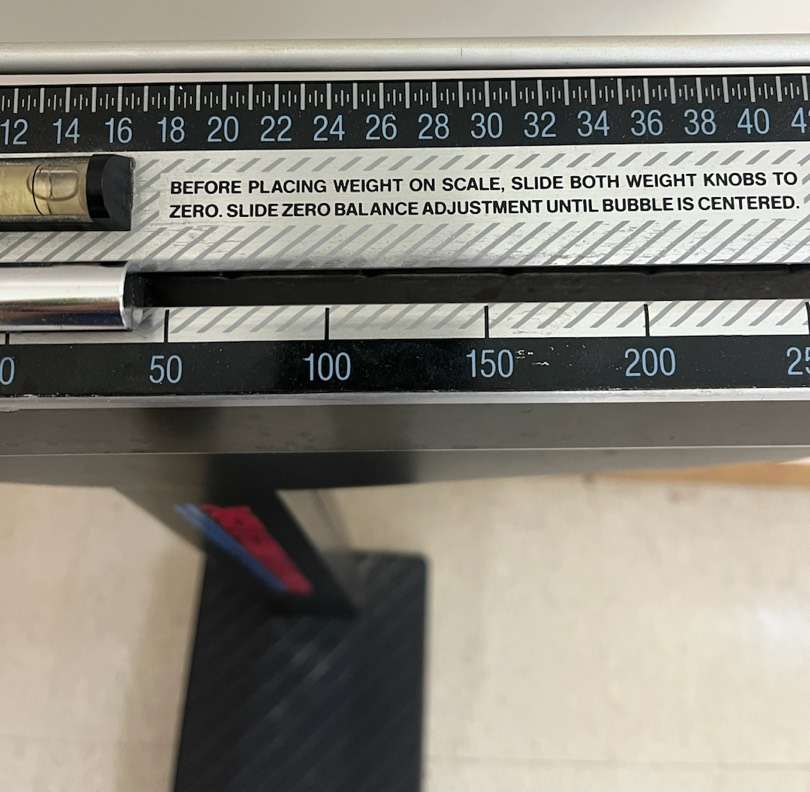 12 14 16 18 20 22 24 26 28 30 32 34 36 38 40
BEFORE PLACING WEIGHT ON SCALE, SLIDE BOTH WEIGHT KNOBS TO
ZERO. SLIDE ZERO BALANCE ADJUSTMENT UNTIL BUBBLE IS CENTERED.
0 50 100 150 200